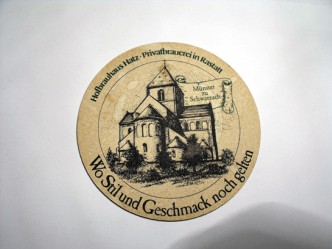 Hofbrauhaus Hatz · Privatbrauerei in Rastatt
Münster
zu
Schwarzach
Wo Stil und Geschmack noch gelten